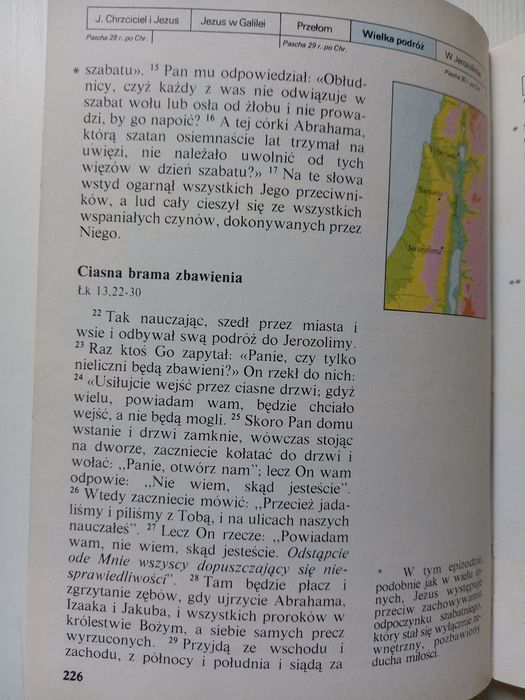 J. Chrzciciel i Jezus
Jezus w Galilei
Przełom
Wielka podróż
W Jerozolimie
Pascha 28 r. po Chr.
Pascha 29 r. po Chr.
Pascha 30 r. po Chr.
* szabatu». 15 Pan mu odpowiedział: «Obłud-
nicy, czyż każdy z was nie odwiązuje w
szabat wołu lub osła od żłobu i nie prowa-
dzi, by go napoić? 16 A tej córki Abrahama,
którą szatan osiemnaście lat trzymał na
uwięzi, nie należało uwolnić od tych
więzów w dzień szabatu?» 17 Na te słowa
wstyd ogarnął wszystkich Jego przeciwni-
ków, a lud cały cieszył się ze wszystkich
wspaniałych czynów, dokonywanych przez
Niego.
Tyberiada
Samaria
Jerozolima
Ciasna brama zbawienia
Łk 13,22-30
22 Tak nauczając, szedł przez miasta i
wsie i odbywał swą podróż do Jerozolimy.
23 Raz ktoś Go zapytał: «Panie, czy tylko
nieliczni będą zbawieni?» On rzekł do nich:
24 «Usiłujcie wejść przez ciasne drzwi; gdyż
wielu, powiadam wam, będzie chciało
wejść, a nie będą mogli. 25 Skoro Pan domu
wstanie i drzwi zamknie, wówczas stojąc
na dworze, zaczniecie kołatać do drzwi i
wołać: ,,Panie, otwórz nam”; lecz On wam
odpowie: ,,Nie wiem, skąd jesteście”.
26 Wtedy zaczniecie mówić: ,,Przecież jada-
liśmy i piliśmy z Tobą, i na ulicach naszych
nauczałeś”. 27 Lecz On rzecze: ,,Powiadam
wam, nie wiem, skąd jesteście. Odstąpcie
ode Mnie wszyscy dopuszczający się nie-
sprawiedliwości”. 28 Tam będzie płacz i
zgrzytanie zębów, gdy ujrzycie Abrahama,
Izaaka i Jakuba, i wszystkich proroków w
królestwie Bożym, a siebie samych precz
wyrzuconych. 29 Przyjdą ze wschodu i
zachodu, z północy i południa i siądą za
* W tym epizodzie,
podobnie jak w wielu in-
nych, Jezus występuje
przeciw zachowywaniu
odpoczynku szabatniego,
który stał się wyłącznie ze-
wnętrzny, pozbawiony
ducha miłości.
226
**